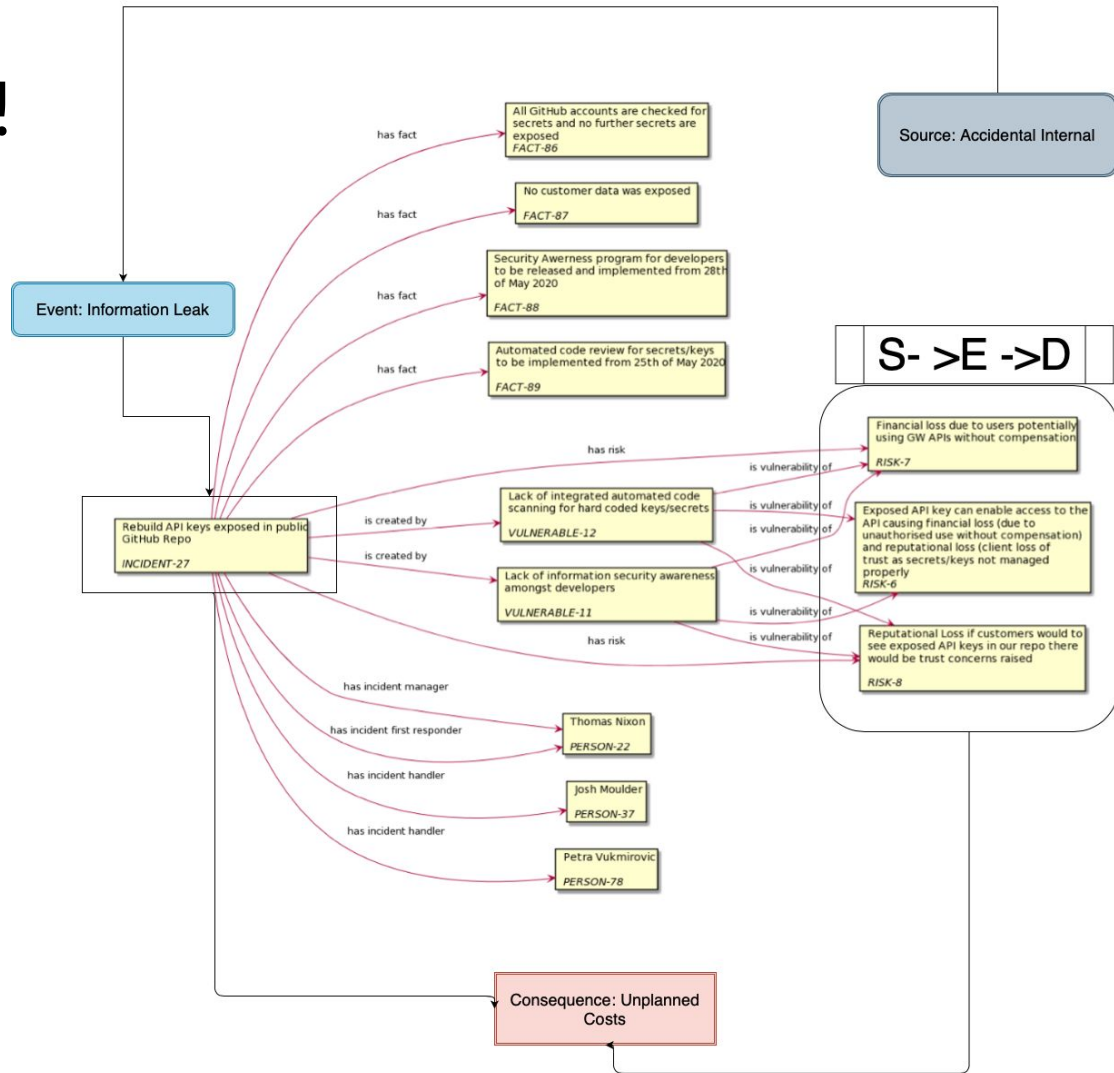 !
Source: Accidental Internal
All GitHub accounts are checked for
secrets and no further secrets are
exposed
FACT-86
has fact
No customer data was exposed
FACT-87
has fact
Security Awerness program for developers
to be released and implemented from 28th
of May 2020
FACT-88
has fact
Event: Information Leak
Automated code review for secrets/keys
to be implemented from 25th of May 2020
FACT-89
has fact
S- >E ->D
Financial loss due to users potentially
using GW APIs without compensation
RISK-7
has risk
is vulnerability of
Lack of integrated automated code
scanning for hard coded keys/secrets
VULNERABLE-12
is vulnerability of
is vulnerability of
Exposed API key can enable access to the
API causing financial loss (due to
unauthorised use without compensation)
and reputational loss (client loss of
trust as secrets/keys not managed
properly
RISK-6
Rebuild API keys exposed in public
GitHub Repo
INCIDENT-27
is created by
is created by
Lack of information security awareness
amongst developers
VULNERABLE-11
is vulnerability of
is vulnerability of
is vulnerability of
has risk
Reputational Loss if customers would to
see exposed API keys in our repo there
would be trust concerns raised
RISK-8
has incident manager
has incident first responder
Thomas Nixon
PERSON-22
has incident handler
Josh Moulder
PERSON-37
has incident handler
Petra Vukmirovic
PERSON-78
Consequence: Unplanned
Costs